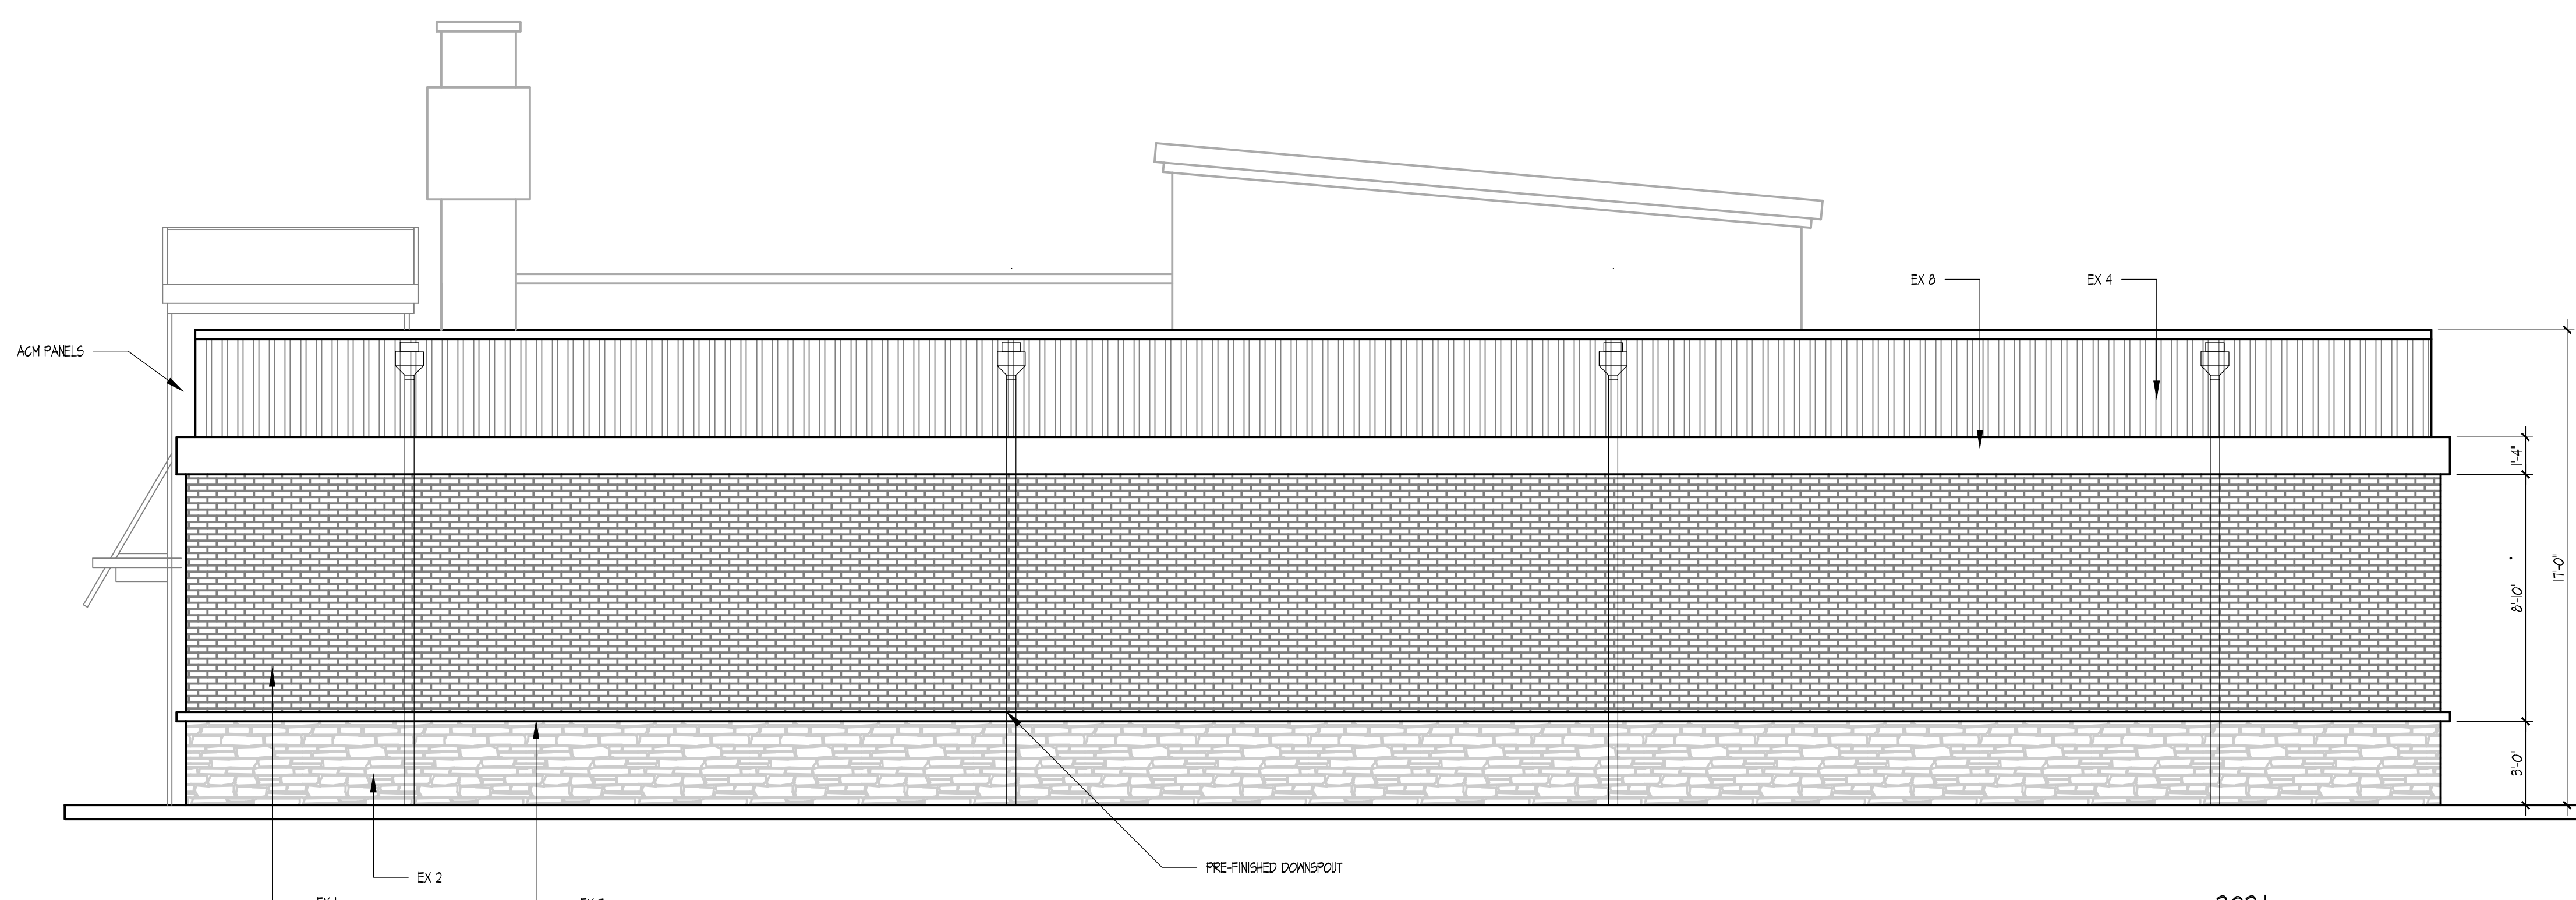 EX 8
EX 4
ACM PANELS
1'-4"
17'-0"
8'-10"
3'-0"
PRE-FINISHED DOWNSPOUT
EX 2